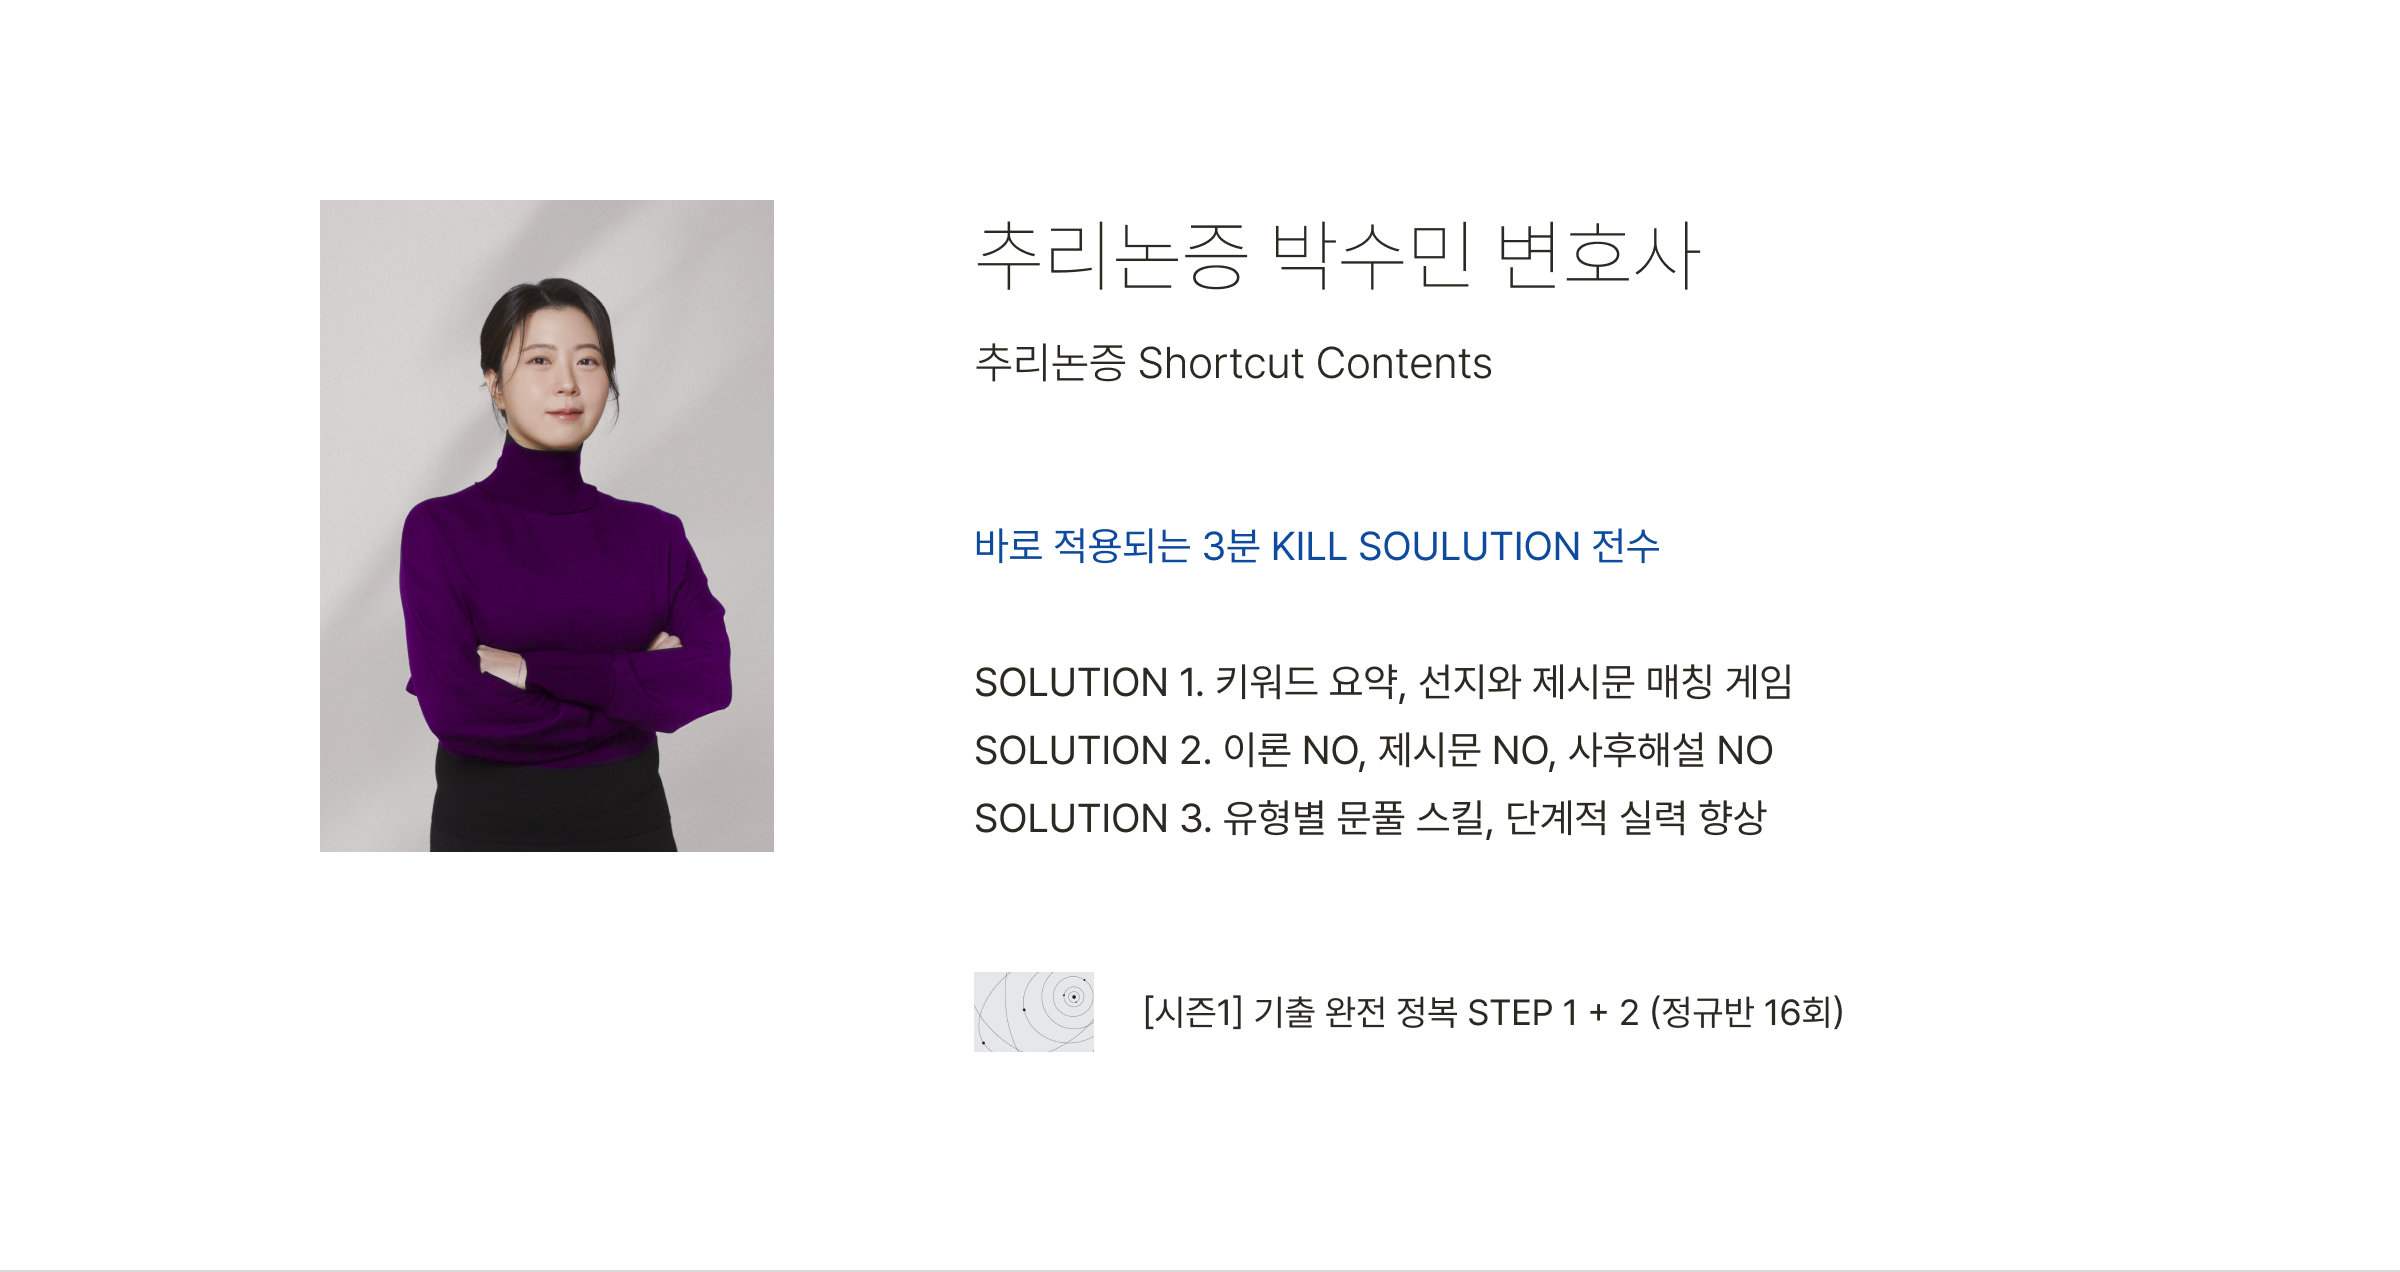 추리논증 박수민 변호사
추리논증 Shortcut Contents
바로 적용되는 3분 KILL SOULUTION 전수
SOLUTION 1. 키워드 요약, 선지와 제시문 매칭 게임
SOLUTION 2. 이론 NO, 제시문 NO, 사후해설 NO
SOLUTION 3. 유형별 문풀 스킬, 단계적 실력 향상
[시즌1] 기출 완전 정복 STEP 1 + 2 (정규반 16회)